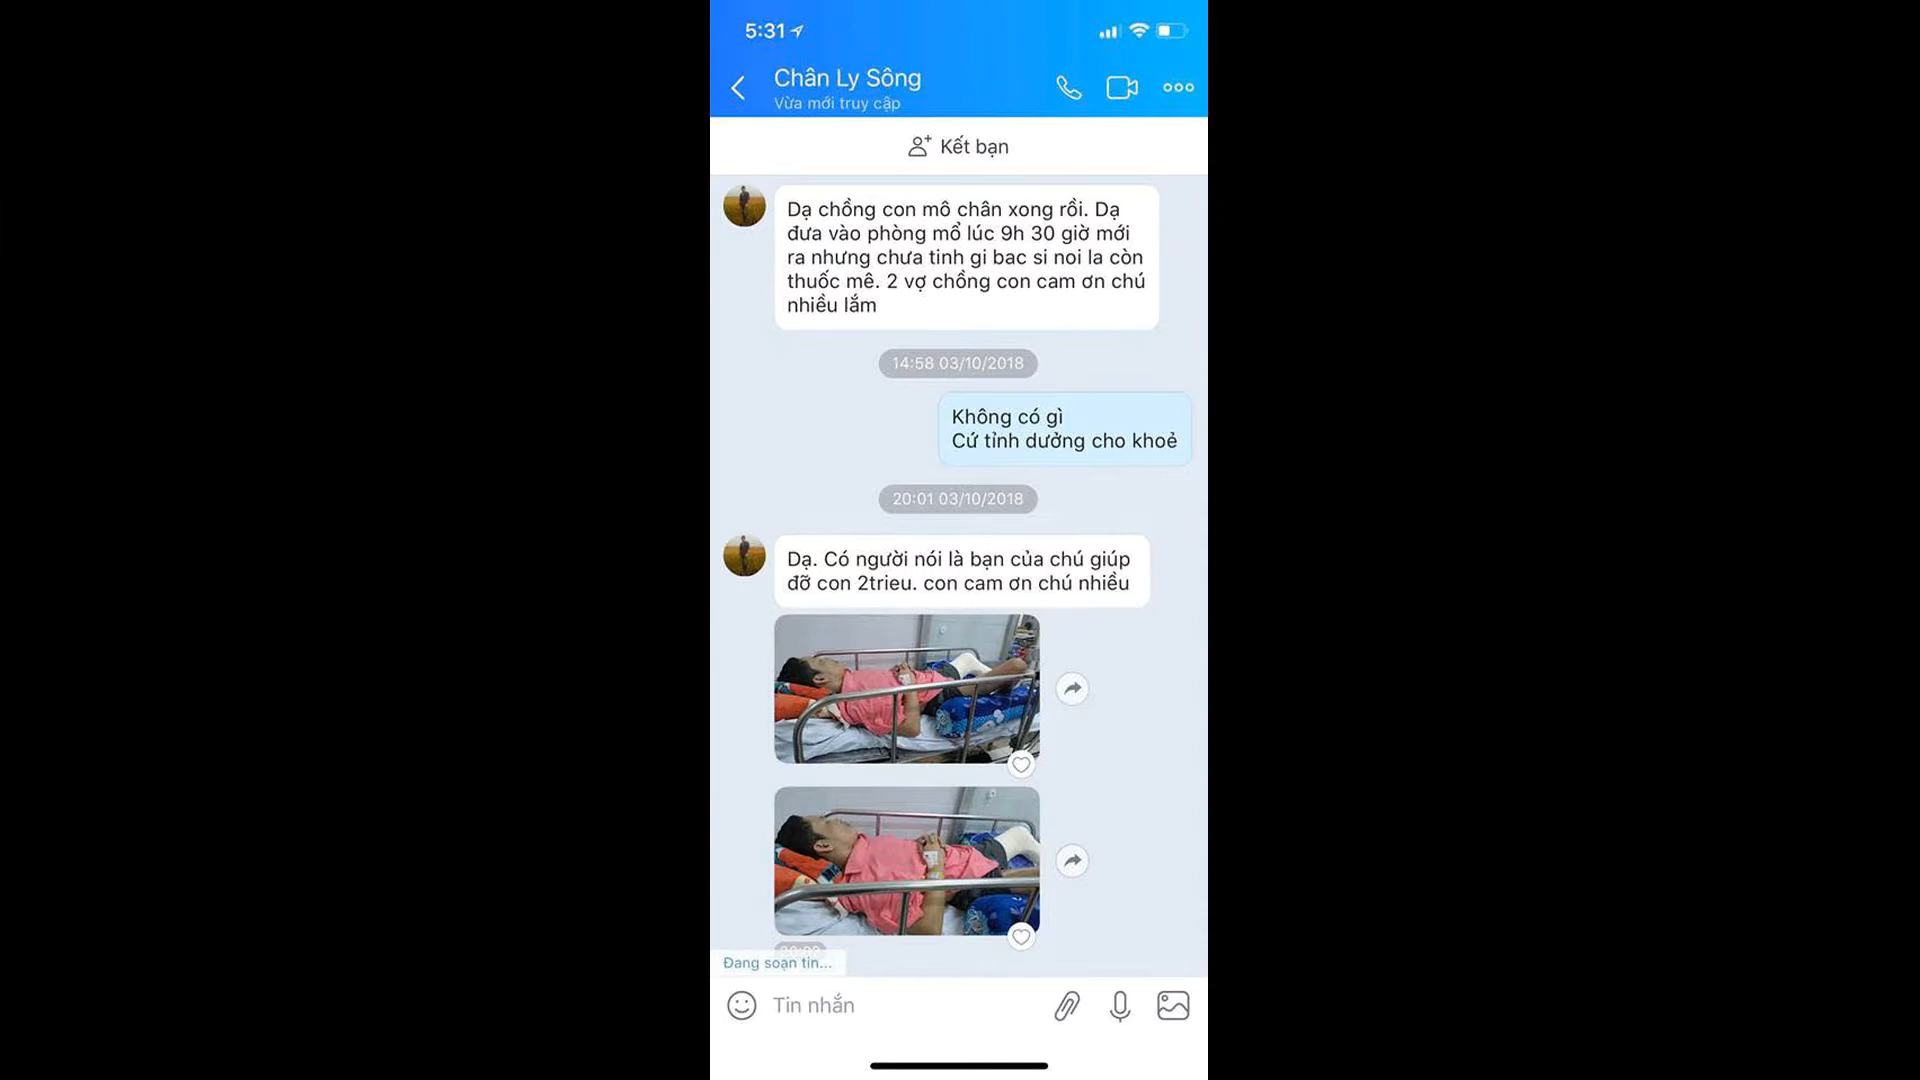 5:31
Chân Lý Sông
Vừa mới truy cập
Kết bạn
Dạ chồng con mô chân xong rồi. Dạ
đưa vào phòng mổ lúc 9h 30 giờ mới
ra nhưng chưa tinh gi bac si noi la còn
thuốc mê. 2 vợ chồng con cam ơn chú
nhiều lắm
14:58 03/10/2018
Không có gì
Cứ tỉnh dưởng cho khoẻ
20:01 03/10/2018
Dạ. Có người nói là bạn của chú giúp
đỡ con 2trieu. con cam ơn chú nhiều
Đang soạn tin...
Tin nhắn